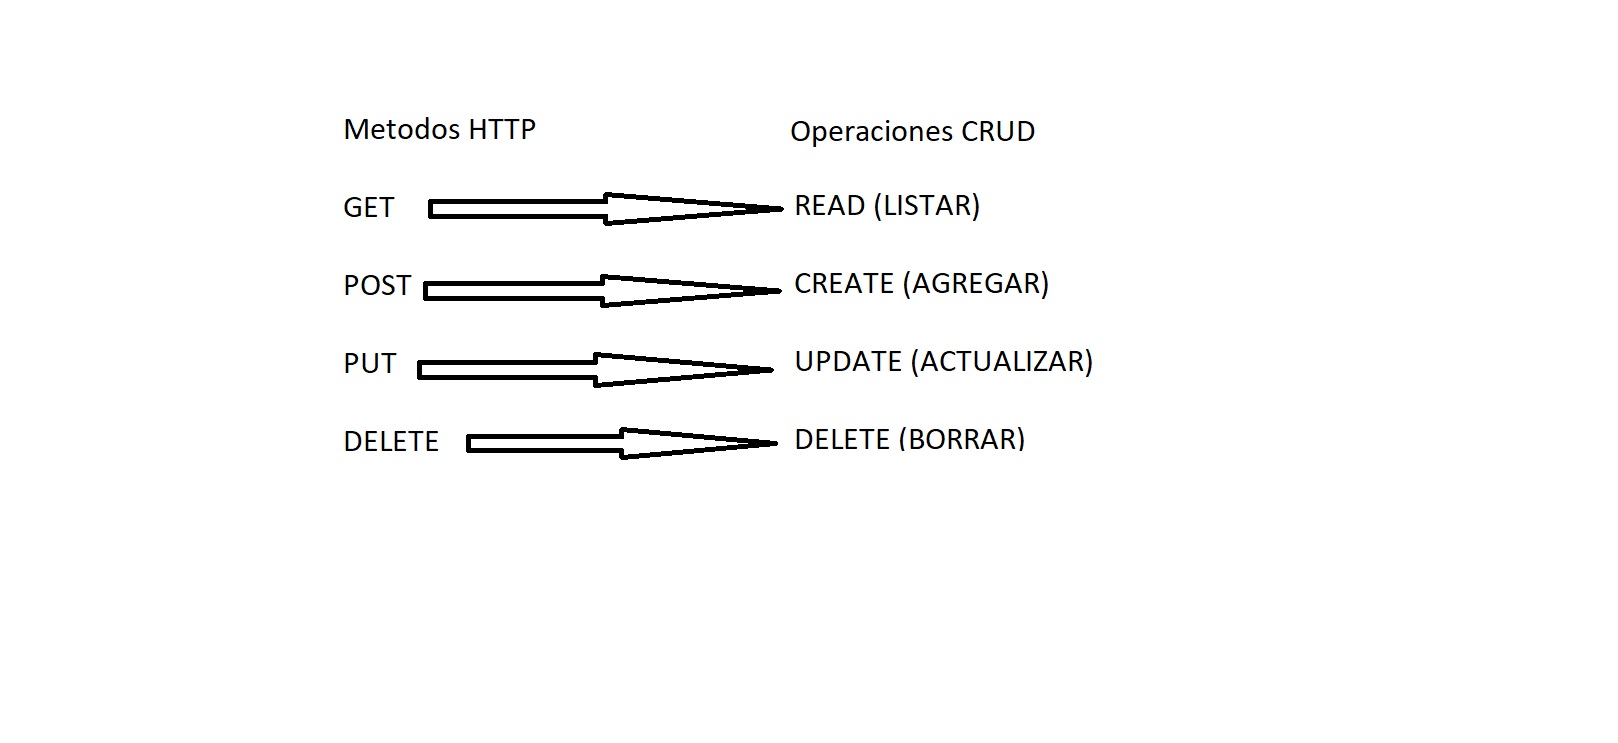 Metodos HTTP Operaciones CRUD
GET READ (LISTAR)
POST CREATE (AGREGAR)
PUT UPDATE (ACTUALIZAR)
DELETE DELETE (BORRAR)